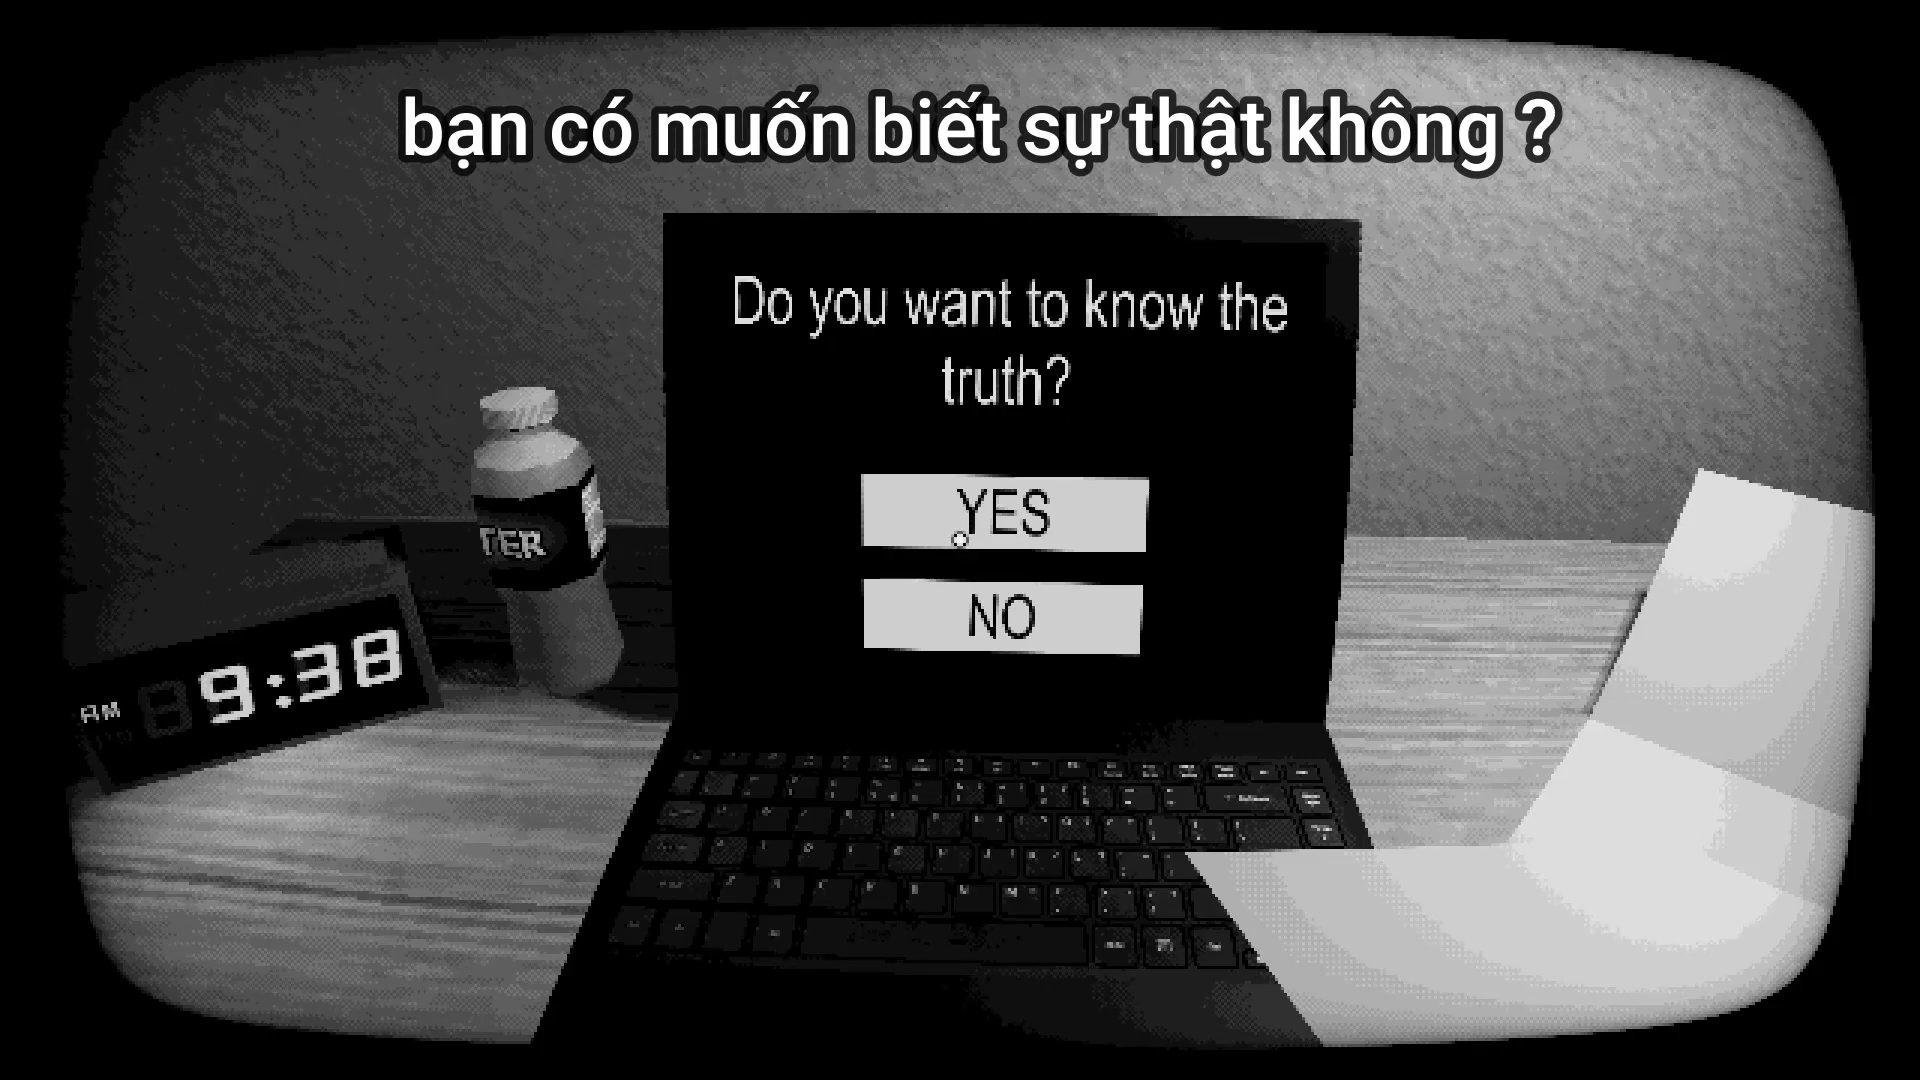 bạn có muốn biết sự thật không ?
Do you want to know the
truth?
YES
NO
TER
AM 9:38